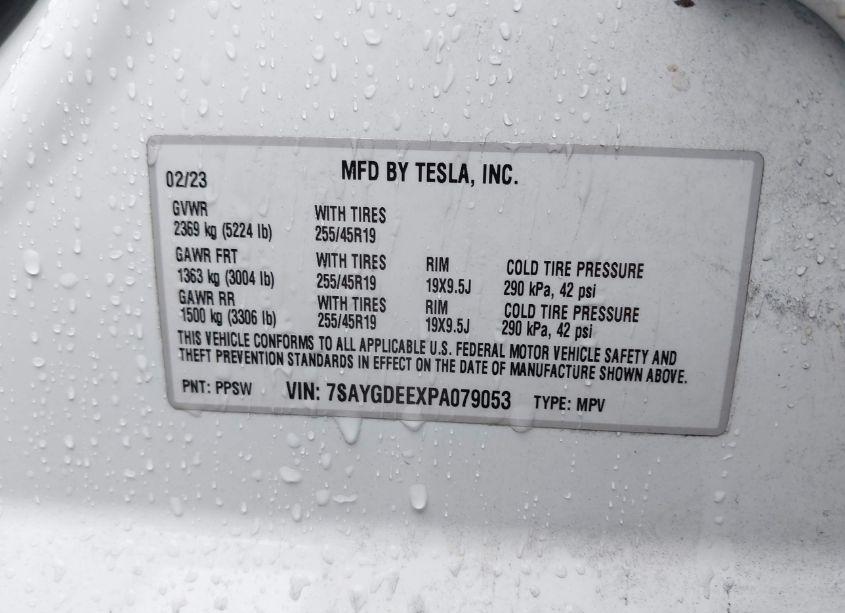 02/23 MFD BY TESLA, INC.
GVWR WITH TIRES
2369 kg (5224 lb) 255/45R19
GAWR FRT WITH TIRES RIM COLD TIRE PRESSURE
1363 kg (3004 lb) 255/45R19 19X9.5J 290 kPa, 42 psi
GAWR RR WITH TIRES RIM COLD TIRE PRESSURE
1500 kg (3306 lb) 255/45R19 19X9.5J 290 kPa, 42 psi
THIS VEHICLE CONFORMS TO ALL APPLICABLE U.S. FEDERAL MOTOR VEHICLE SAFETY AND
THEFT PREVENTION STANDARDS IN EFFECT ON THE DATE OF MANUFACTURE SHOWN ABOVE.
PNT: PPSW VIN: 7SAYGDEEXPA079053 TYPE: MPV